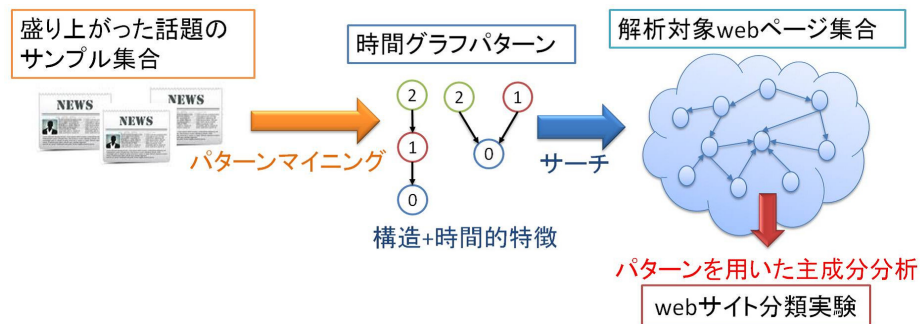 盛り上がった話題の
サンプル集合
NEWS
NEWS
NEWS
パターンマイニング
時間グラフパターン
2
1
0
2
1
0
構造+時間的特徴
サーチ
解析対象webページ集合
パターンを用いた主成分分析
webサイト分類実験